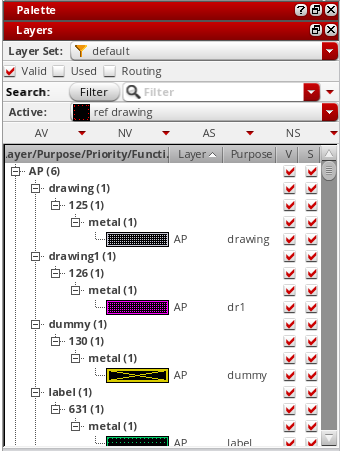 Palette
Layers
Layer Set: default
Valid Used Routing
Search: Filter Filter
Active: ref drawing
AV NV AS NS
Layer/Purpose/Priority/Functi... Layer Purpose V S
AP (6)
drawing (1)
125 (1)
metal (1)
AP drawing
drawing1 (1)
126 (1)
metal (1)
AP dr1
dummy (1)
130 (1)
metal (1)
AP dummy
label (1)
631 (1)
metal (1)
AP label